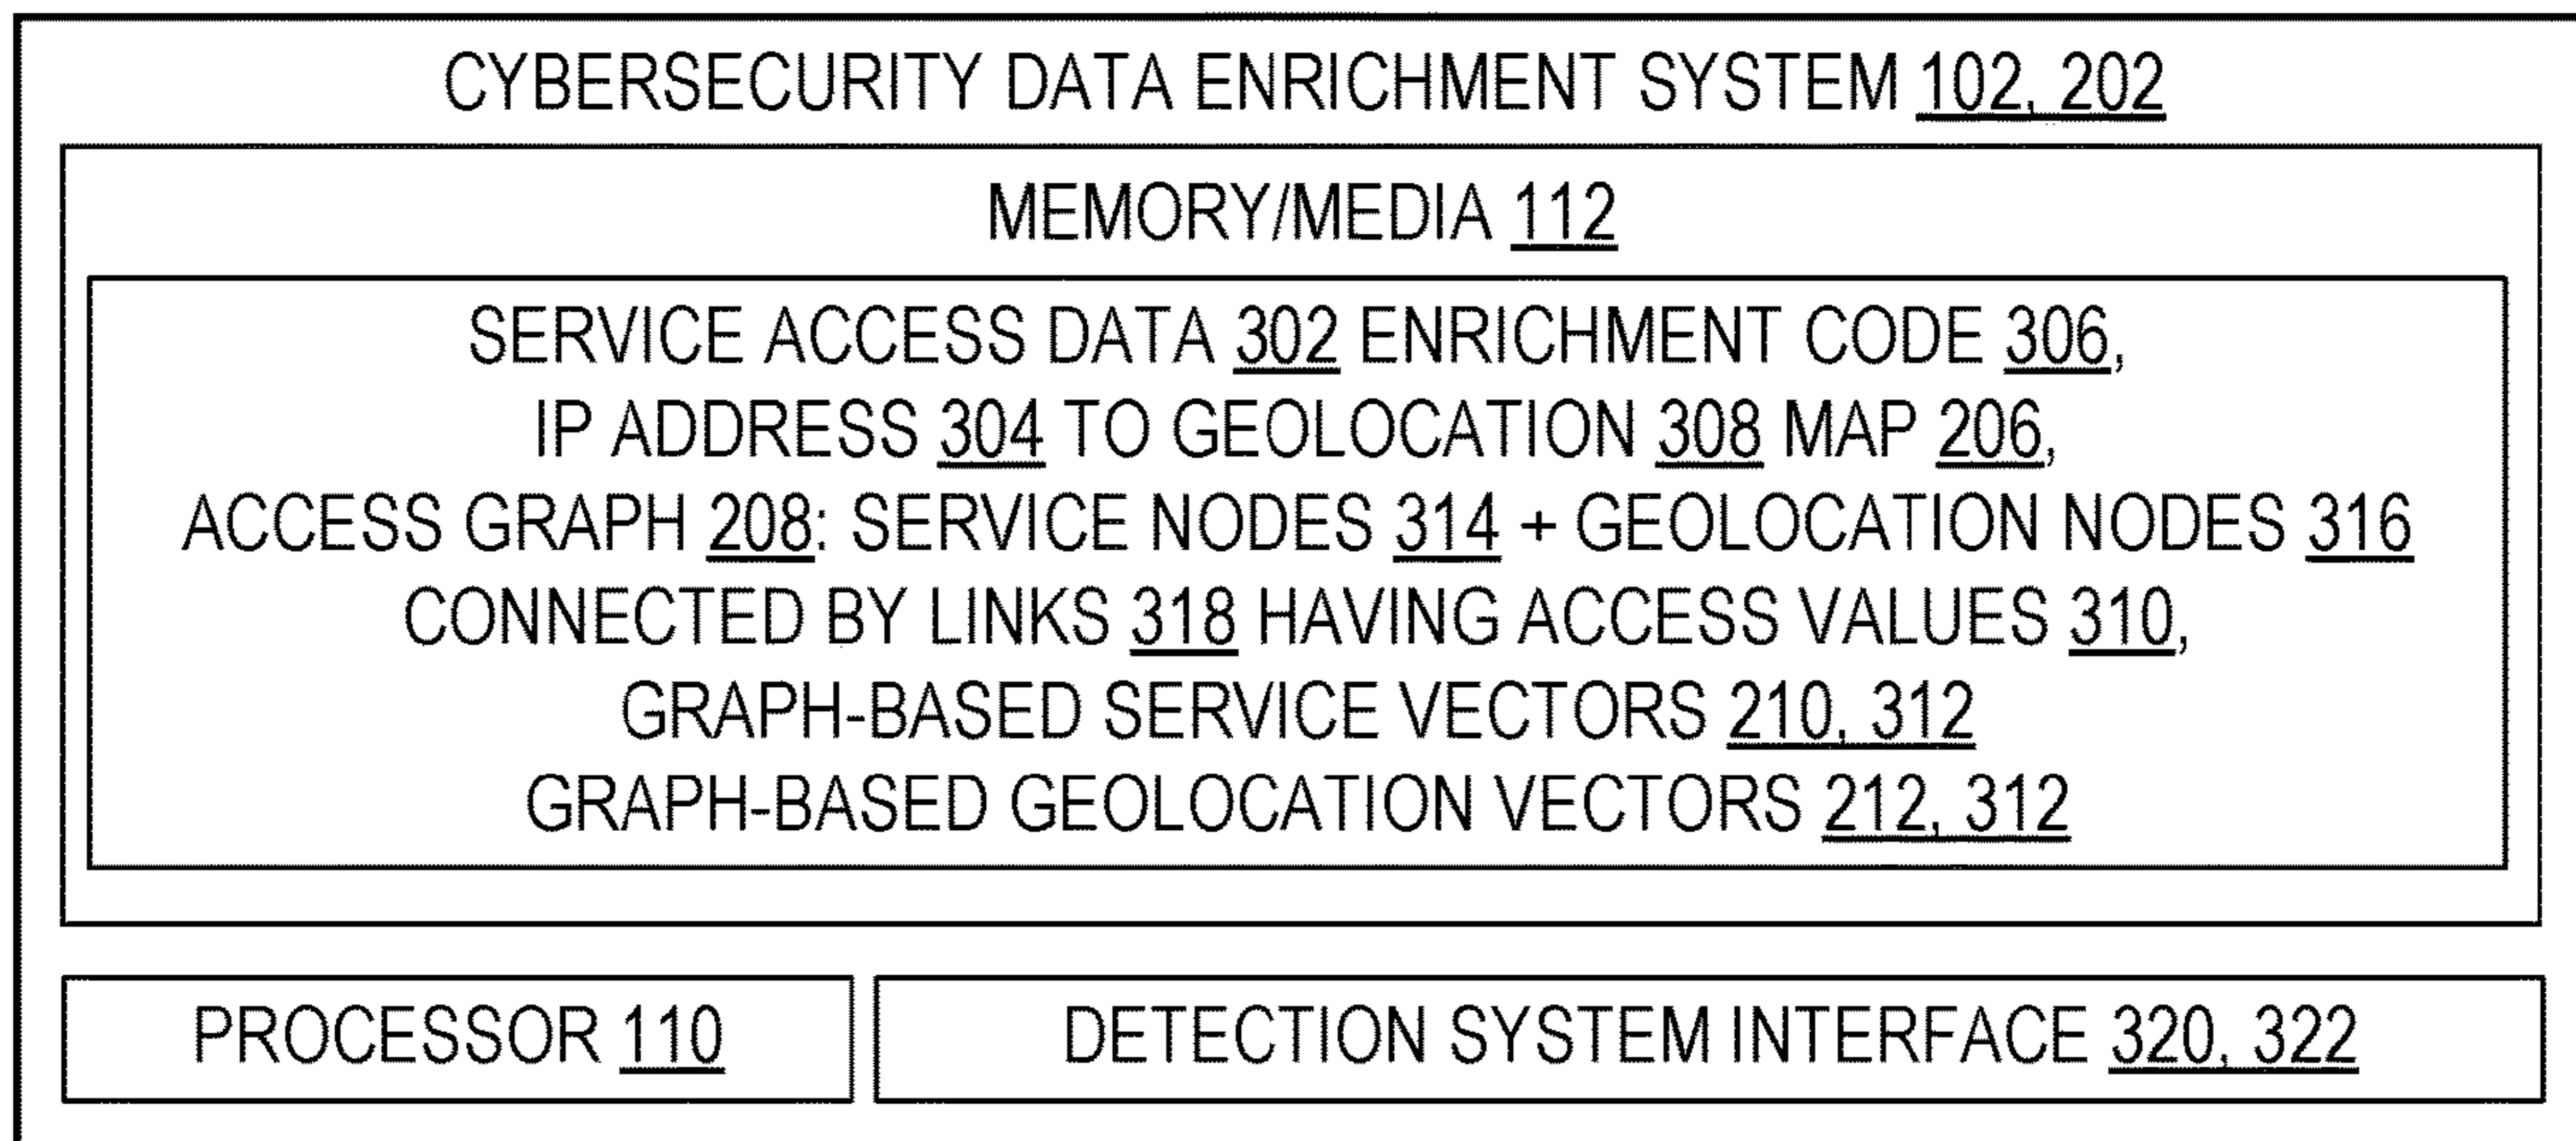 CYBERSECURITY DATA ENRICHMENT SYSTEM 102, 202
MEMORY/MEDIA 112
SERVICE ACCESS DATA 302 ENRICHMENT CODE 306,
IP ADDRESS 304 TO GEOLOCATION 308 MAP 206,
ACCESS GRAPH 208: SERVICE NODES 314 + GEOLOCATION NODES 316
CONNECTED BY LINKS 318 HAVING ACCESS VALUES 310,
GRAPH-BASED SERVICE VECTORS 210, 312
GRAPH-BASED GEOLOCATION VECTORS 212, 312
PROCESSOR 110
DETECTION SYSTEM INTERFACE 320, 322